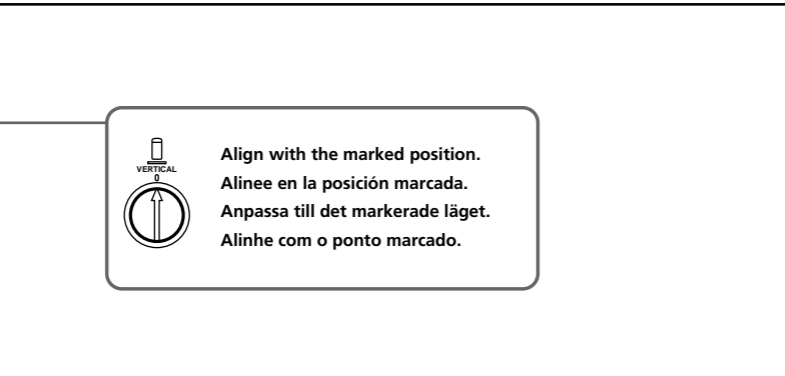 VERTICAL
0
Align with the marked position.
Alinee en la posición marcada.
Anpassa till det markerade läget.
Alinhe com o ponto marcado.